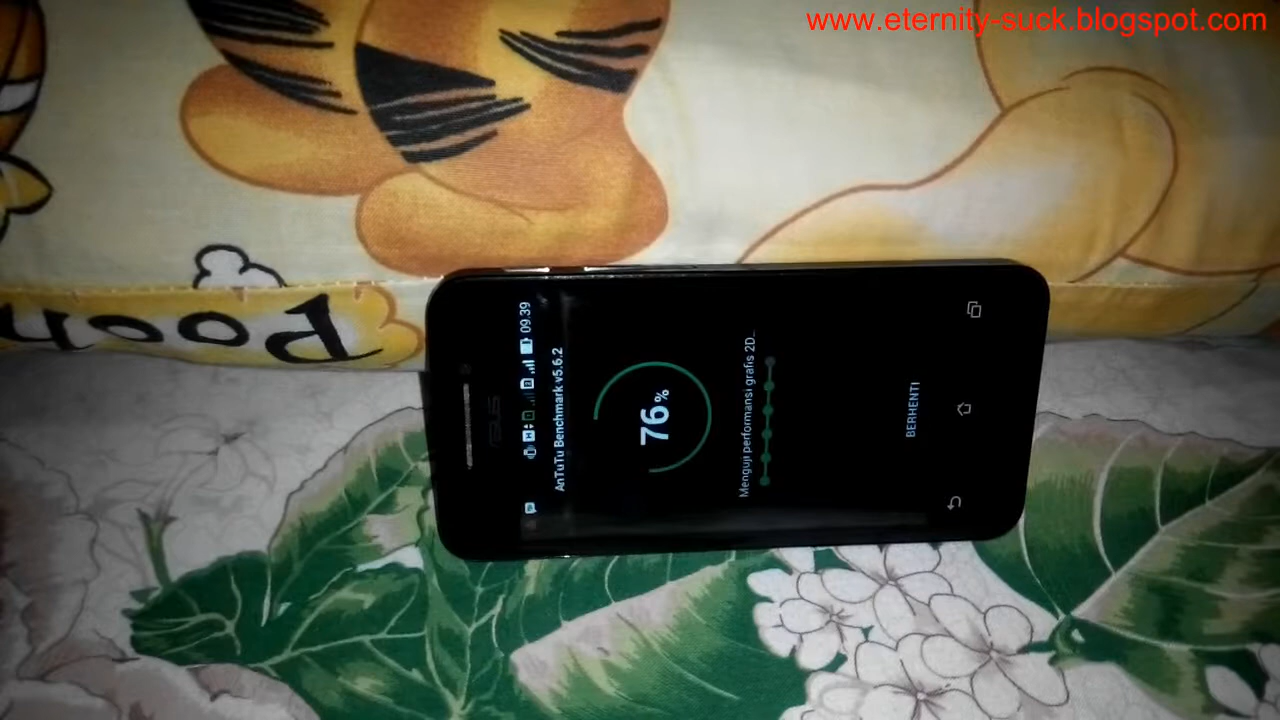 www.eternity-suck.blogspot.com
Pooh
ASUS
09.39
AnTuTu Benchmark v5.6.2
76%
Menguji performansi grafis 2D...
BERHENTI